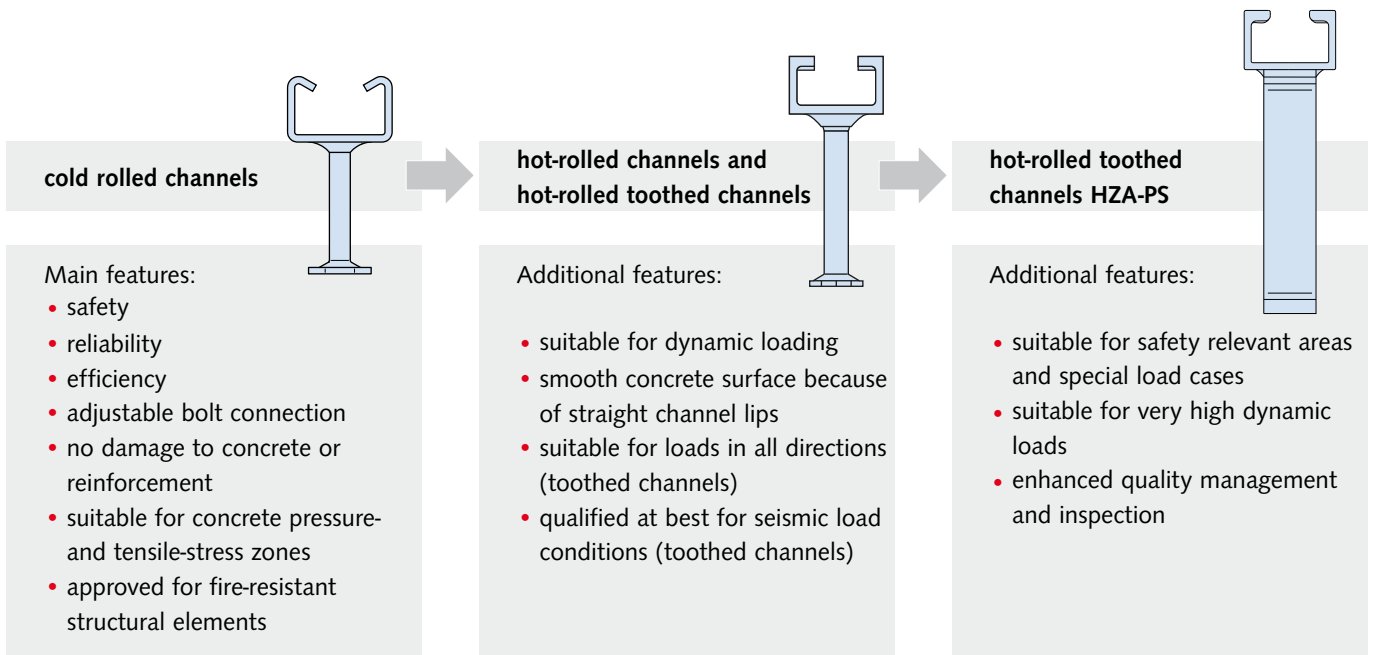 cold rolled channels
Main features:
• safety
• reliability
• efficiency
• adjustable bolt connection
• no damage to concrete or
reinforcement
• suitable for concrete pressure-
and tensile-stress zones
• approved for fire-resistant
structural elements
hot-rolled channels and
hot-rolled toothed channels
Additional features:
• suitable for dynamic loading
• smooth concrete surface because
of straight channel lips
• suitable for loads in all directions
(toothed channels)
• qualified at best for seismic load
conditions (toothed channels)
hot-rolled toothed
channels HZA-PS
Additional features:
• suitable for safety relevant areas
and special load cases
• suitable for very high dynamic
loads
• enhanced quality management
and inspection